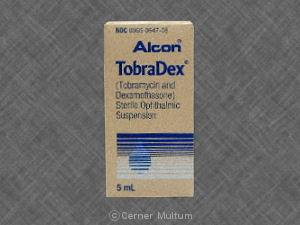 NDC 0065-0647-05
Alcon®
TobraDex®
(Tobramycin and
Dexamethasone)
Sterile Ophthalmic
Suspension
5 mL
© Cerner Multum